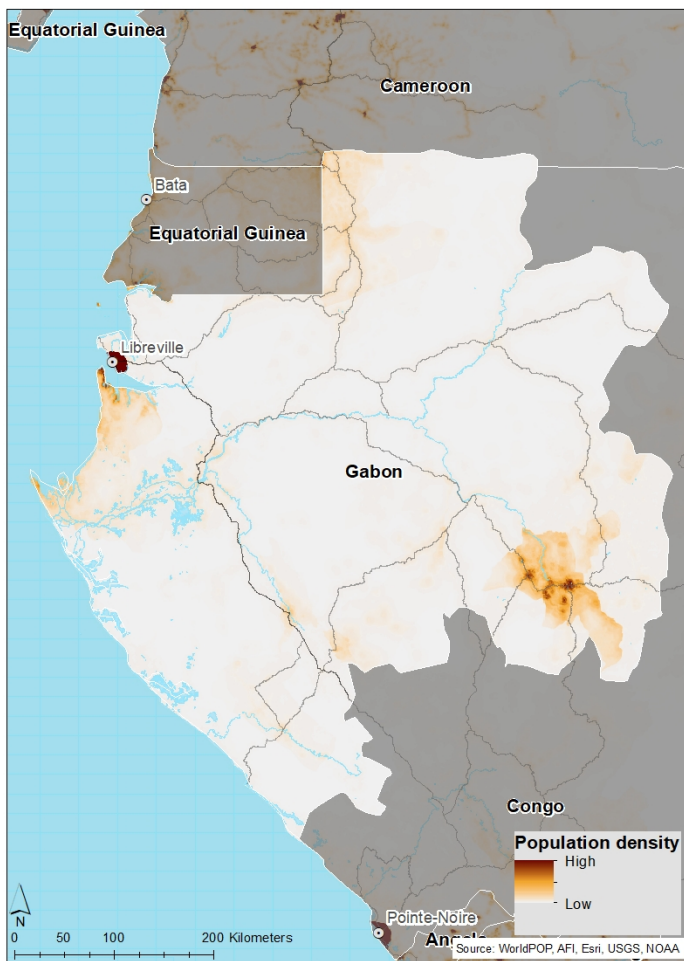 Equatorial Guinea
Cameroon
Bata
Equatorial Guinea
Libreville
Gabon
Congo
Population density
High
Low
Pointe-Noire
N
0 50 100 200 Kilometers
Source: WorldPOP, AFI, Esri, USGS, NOAA